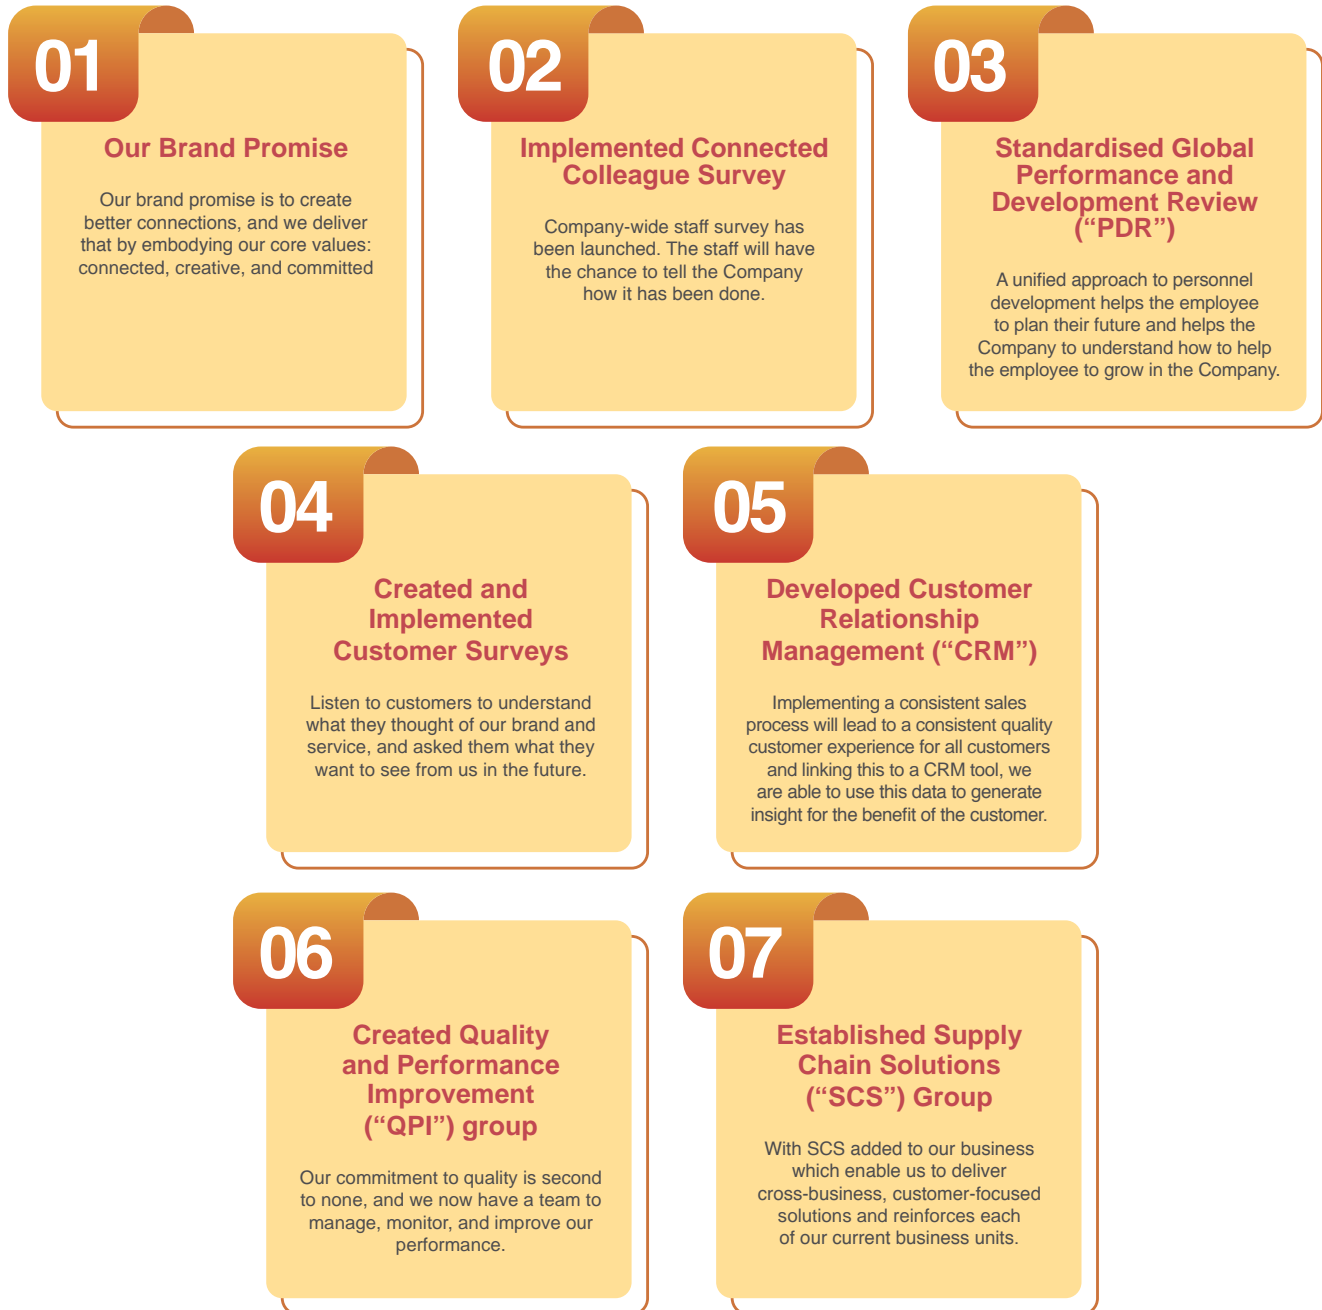 01
Our Brand Promise
Our brand promise is to create
better connections, and we deliver
that by embodying our core values:
connected, creative, and committed
02
Implemented Connected
Colleague Survey
Company-wide staff survey has
been launched. The staff will have
the chance to tell the Company
how it has been done.
03
Standardised Global
Performance and
Development Review
(“PDR”)
A unified approach to personnel
development helps the employee
to plan their future and helps the
Company to understand how to help
the employee to grow in the Company.
04
Created and
Implemented
Customer Surveys
Listen to customers to understand
what they thought of our brand and
service, and asked them what they
want to see from us in the future.
05
Developed Customer
Relationship
Management (“CRM”)
Implementing a consistent sales
process will lead to a consistent quality
customer experience for all customers
and linking this to a CRM tool, we
are able to use this data to generate
insight for the benefit of the customer.
06
Created Quality
and Performance
Improvement
(“QPI”) group
Our commitment to quality is second
to none, and we now have a team to
manage, monitor, and improve our
performance.
07
Established Supply
Chain Solutions
(“SCS”) Group
With SCS added to our business
which enable us to deliver
cross-business, customer-focused
solutions and reinforces each
of our current business units.